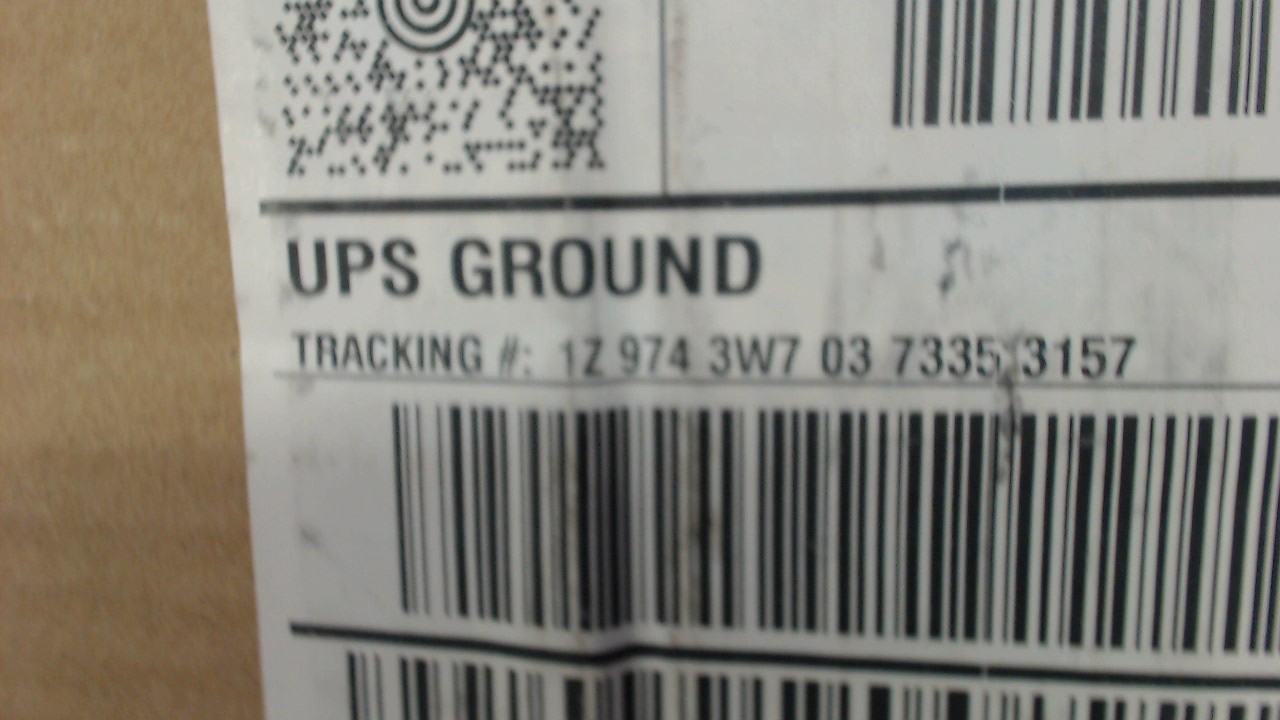 UPS GROUND
TRACKING #: 1Z 974 3W7 03 7335 3157